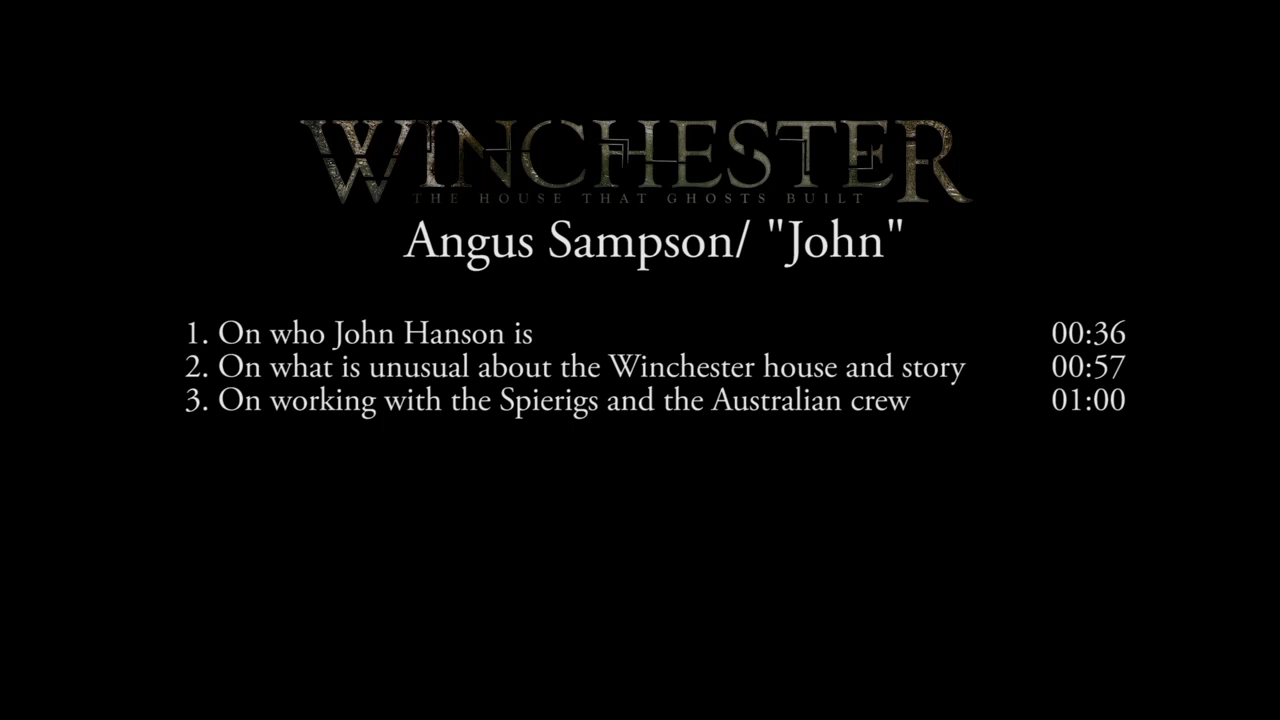 WINCHESTER
THE HOUSE THAT GHOSTS BUILT
Angus Sampson/ "John"
1. On who John Hanson is 00:36
2. On what is unusual about the Winchester house and story 00:57
3. On working with the Spierigs and the Australian crew 01:00